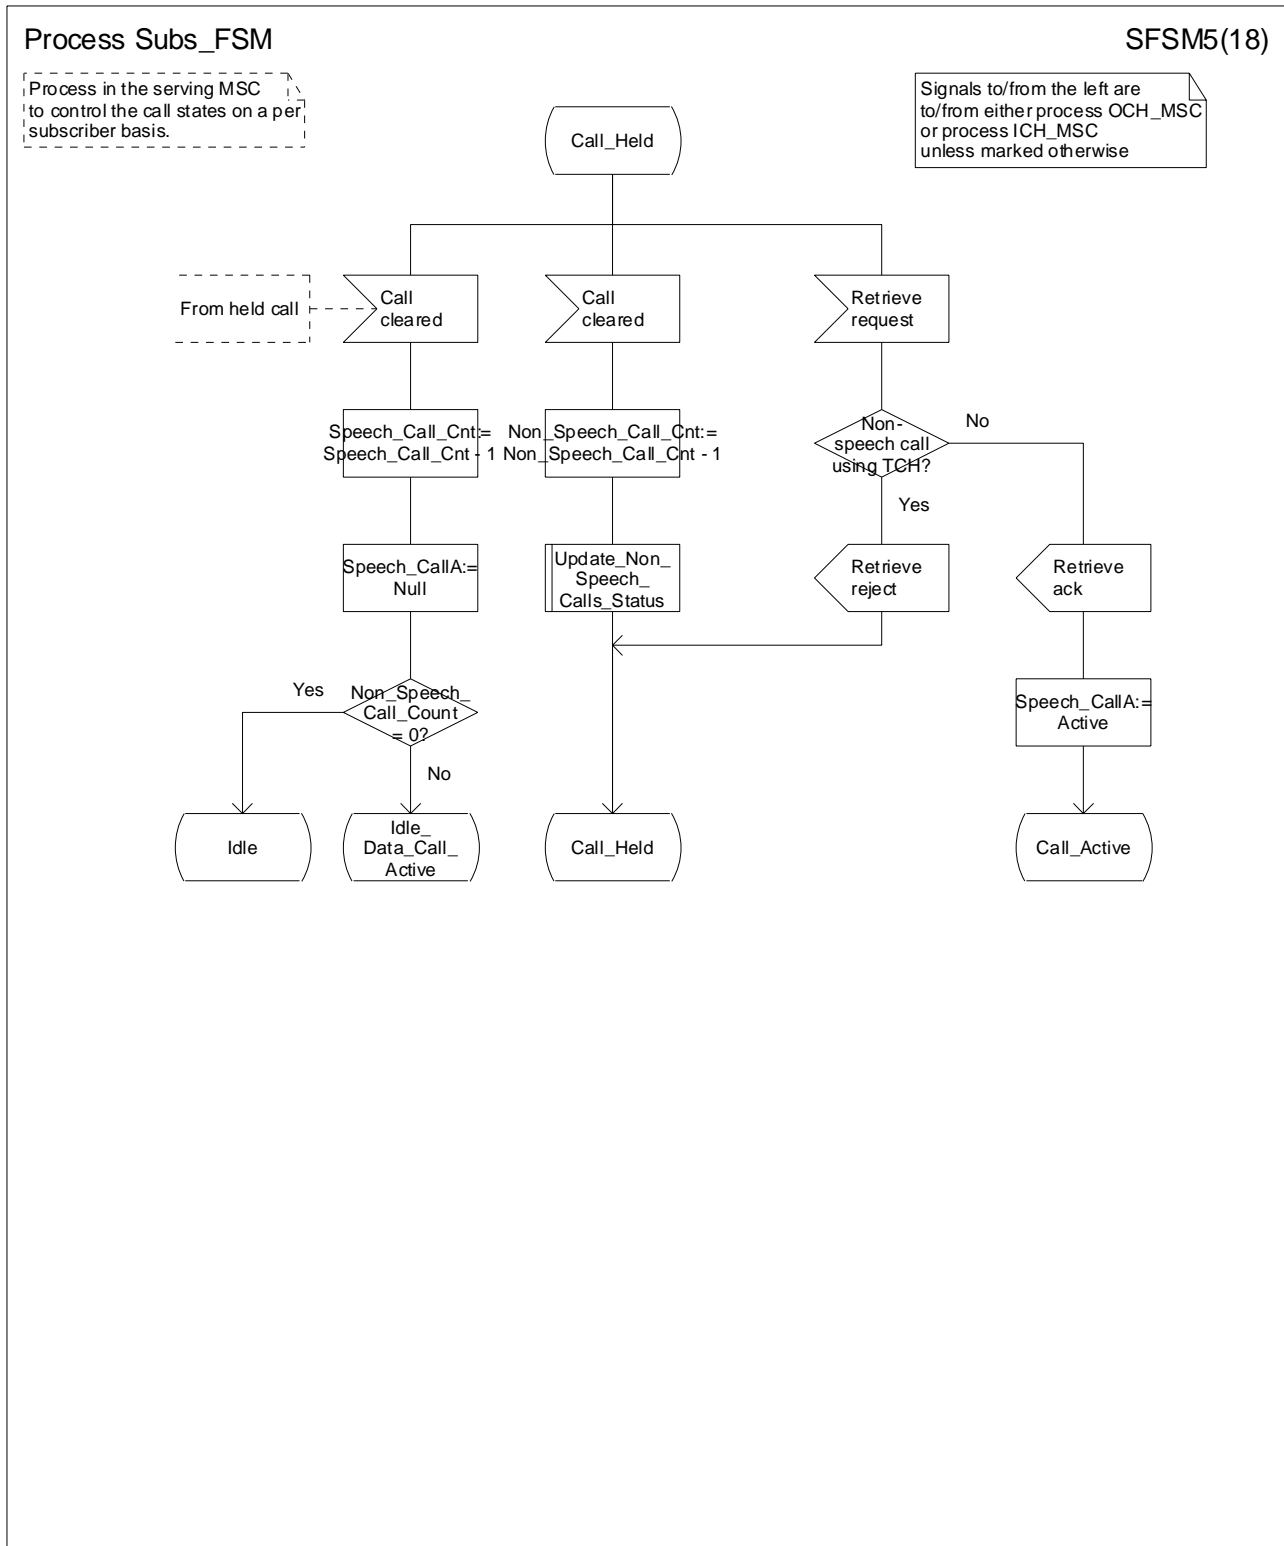 Process Subs_FSM
SFSM5(18)
Process in the serving MSC
to control the call states on a per
subscriber basis.
Signals to/from the left are
to/from either process OCH_MSC
or process ICH_MSC
unless marked otherwise
Call_Held
From held call
Call
cleared
Call
cleared
Retrieve
request
Speech_Call_Cnt:=
Speech_Call_Cnt - 1
Non_Speech_Call_Cnt:=
Non_Speech_Call_Cnt - 1
Non-
speech call
using TCH?
No
Yes
Speech_CallA:=
Null
Update_Non_
Speech_
Calls_Status
Retrieve
reject
Retrieve
ack
Yes
Non_Speech_
Call_Count
= 0?
No
Speech_CallA:=
Active
Idle
Idle_
Data_Call_
Active
Call_Held
Call_Active